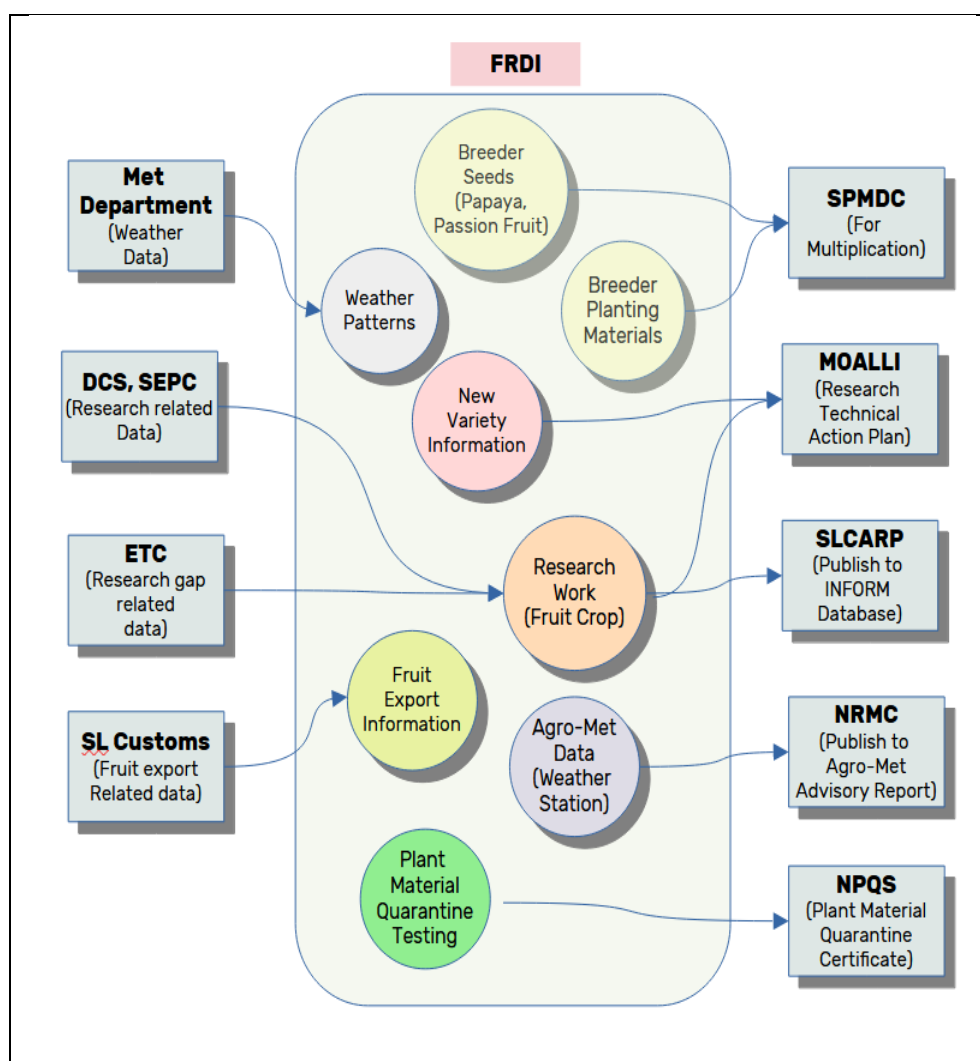 FRDI
Met
Department
(Weather
Data)
DCS, SEPC
(Research related
Data)
ETC
(Research gap
related
data)
SL Customs
(Fruit export
Related data)
Breeder
Seeds
(Papaya,
Passion Fruit)
Weather
Patterns
Breeder
Planting
Materials
New
Variety
Information
Research
Work
(Fruit Crop)
Fruit
Export
Information
Agro-Met
Data
(Weather
Station)
Plant
Material
Quarantine
Testing
SPMDC
(For
Multiplication)
MOALLI
(Research
Technical
Action Plan)
SLCARP
(Publish to
INFORM
Database)
NRMC
(Publish to
Agro-Met
Advisory Report)
NPQS
(Plant Material
Quarantine
Certificate)